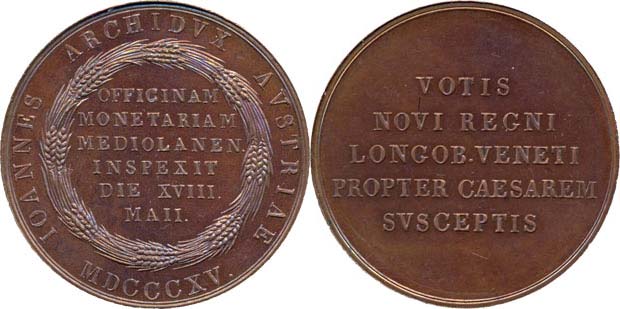 IOANNES ARCHIDVX AVSTRIAE
OFFICINAM
MONETARIAM
MEDIOLANEN.
INSPEXIT
DIE XVIII.
MAII.
MDCCCXV.
VOTIS
NOVI REGNI
LONGOB.VENETI
PROPTER CAESAREM
SVSCEPTIS